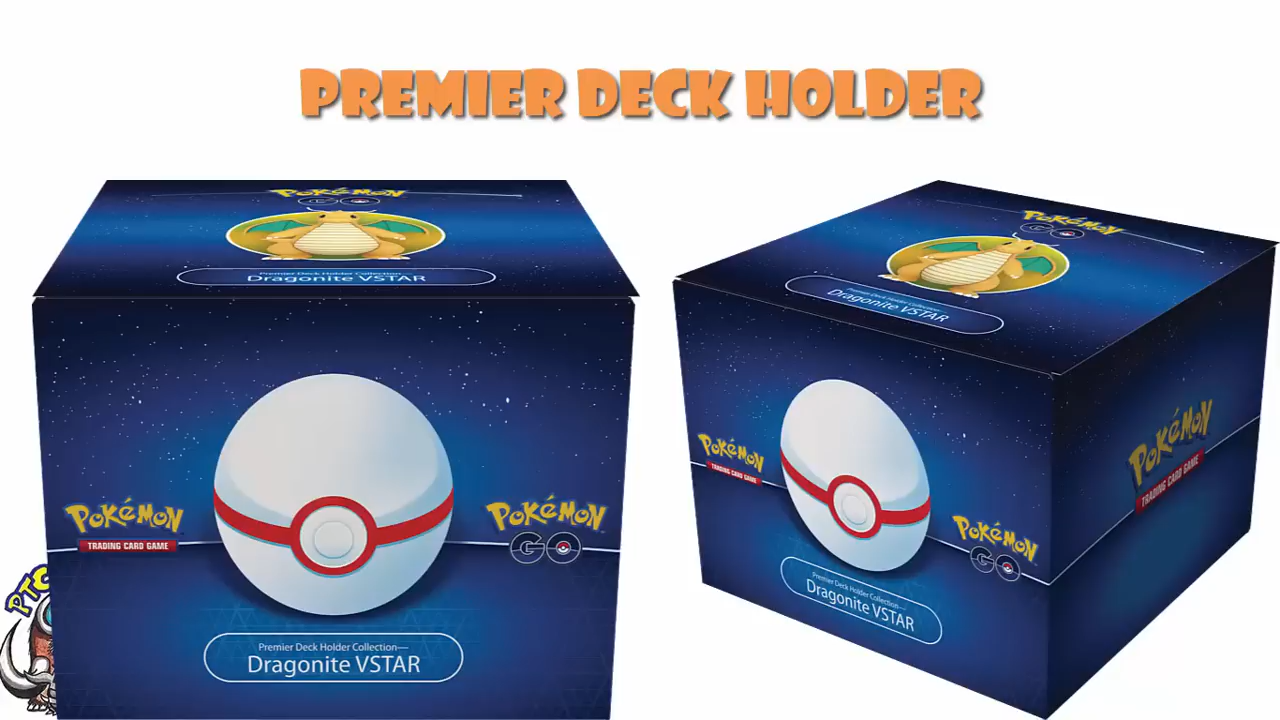 PREMIER DECK HOLDER
POKéMON
GO
Premier Deck Holder Collection—
Dragonite VSTAR
POKéMON
TRADING CARD GAME
POKéMON
GO
Premier Deck Holder Collection—
Dragonite VSTAR
POKéMON
GO
Premier Deck Holder Collection—
Dragonite VSTAR
POKéMON
TRADING CARD GAME
POKéMON
GO
Premier Deck Holder Collection—
Dragonite VSTAR
POKéMON
TRADING CARD GAME